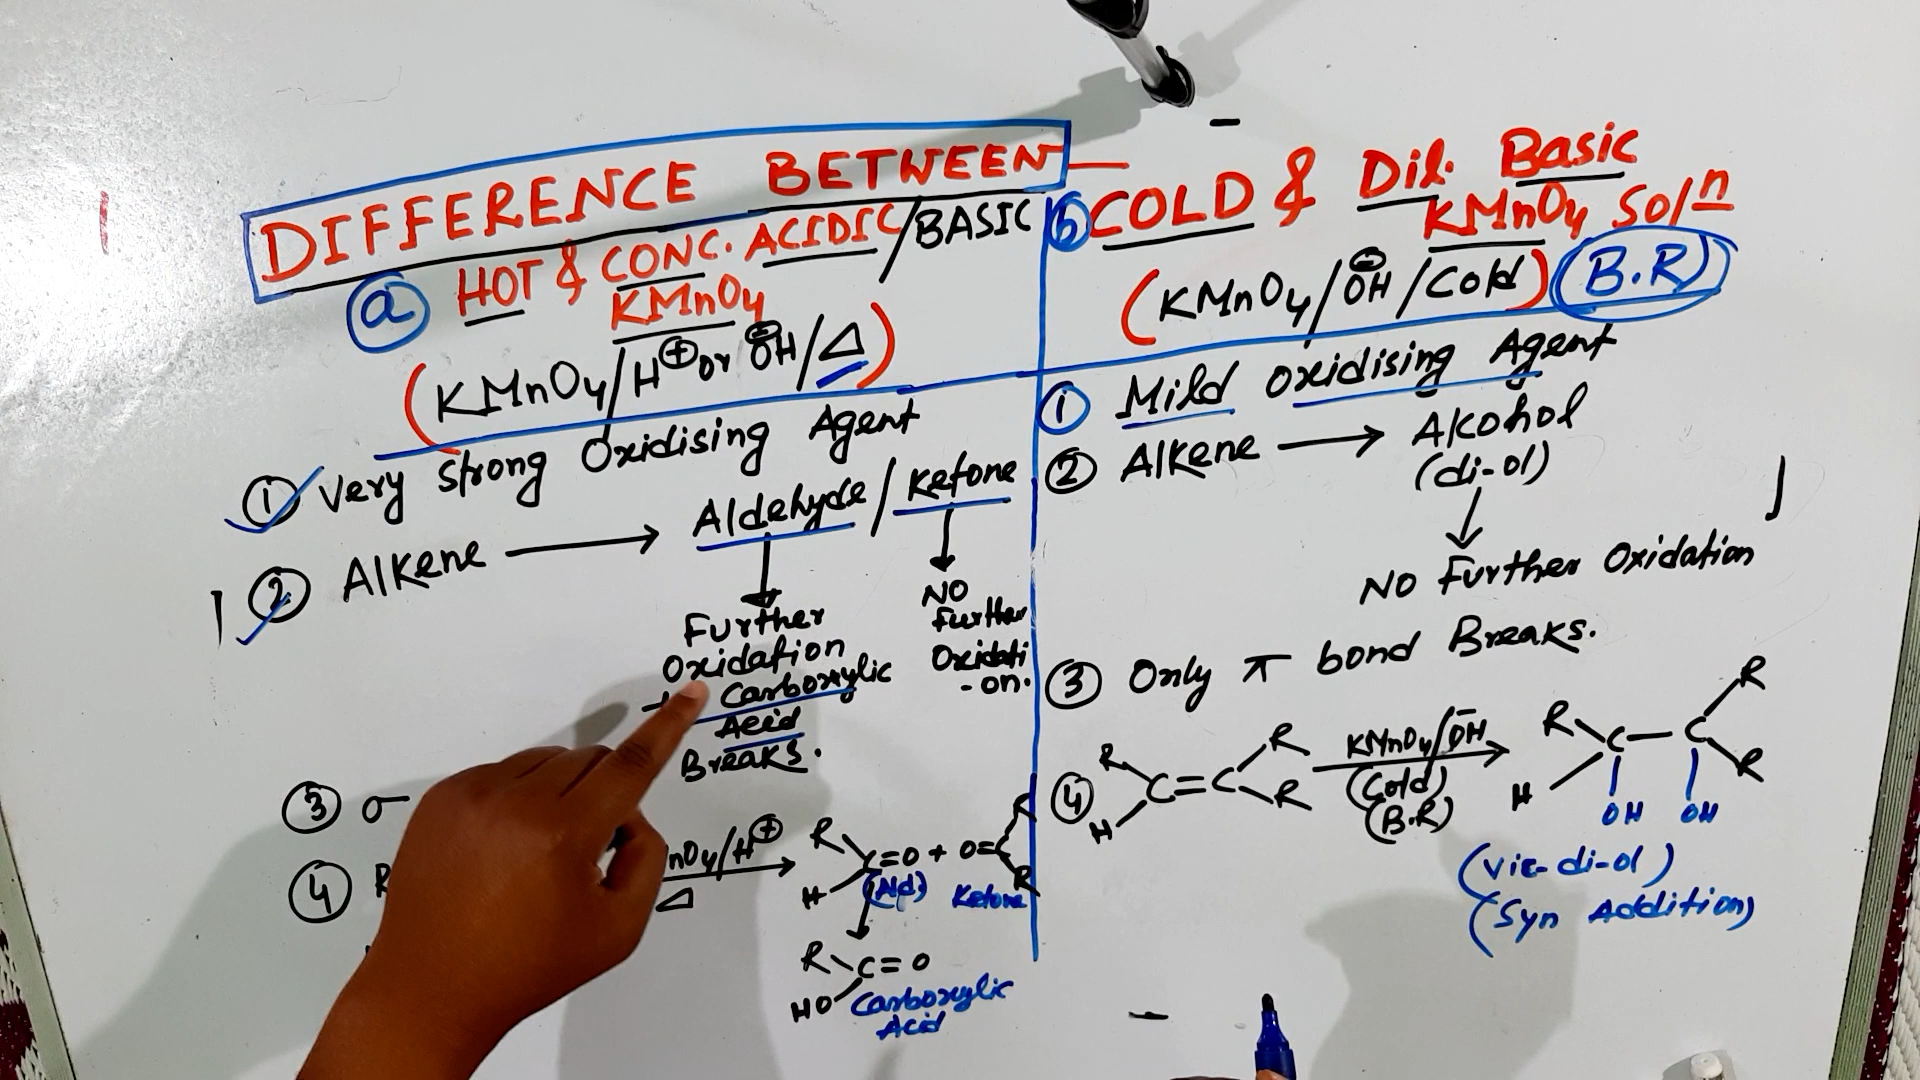 DIFFERENCE BETWEEN
ⓐ HOT & CONC. ACIDIC/BASIC
KMnO4
(KMnO4/H⊕ or ⊖OH/Δ)
① Very strong Oxidising Agent
② Alkene → Aldehyde / Ketone
Further
Oxidation
Carboxylic
Acid
NO
Further
Oxidati
-on.
③ σ
Breaks.
④ R
nO4/H⊕
Δ
R
H
C=O + O=C
R
R
(Ald)
Ketone
R
C=O
HO
Carboxylic
Acid
ⓑ COLD & Dil. Basic
KMnO4 Soln
(KMnO4/⊖OH/Cold) (B.R)
① Mild oxidising Agent
② Alkene → Alkohol
(di-ol)
No Further Oxidation
③ Only π bond Breaks.
④ R
H
C=C
R
R
KMnO4/OH-
(Cold)
(B.R)
R
H
C-C
R
R
OH OH
(Vic-di-ol)
(Syn Addition)